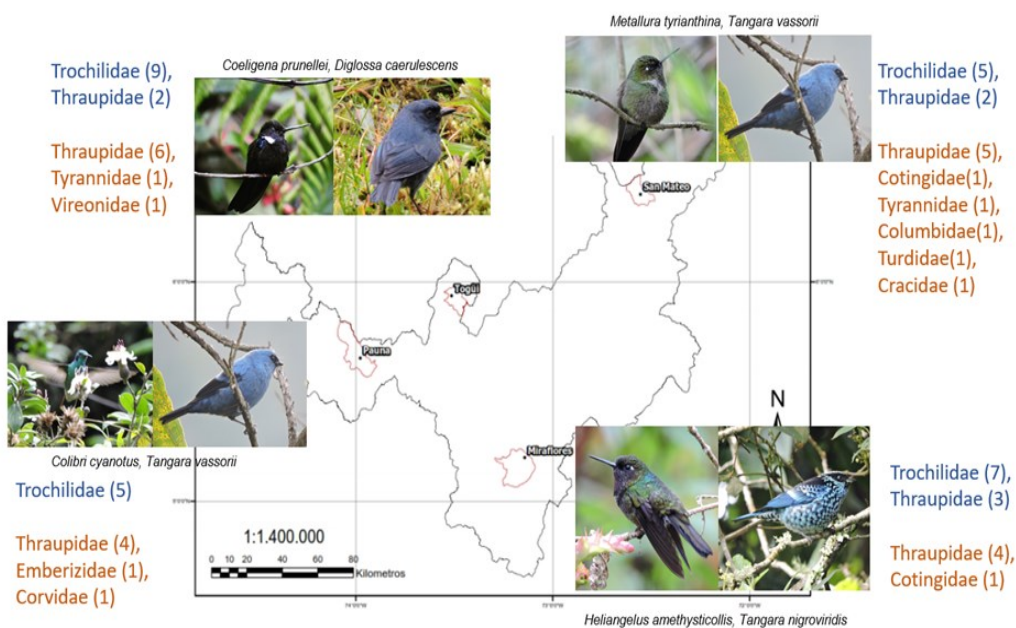 Metallura tyrianthina, Tangara vassorii
Coeligena prunellei, Diglossa caerulescens
Trochilidae (9),
Thraupidae (2)
Thraupidae (6),
Tyrannidae (1),
Vireonidae (1)
Trochilidae (5),
Thraupidae (2)
Thraupidae (5),
Cotingidae(1),
Tyrannidae (1),
Columbidae(1),
Turdidae(1),
Cracidae (1)
San Mateo
Togüi
Pauna
Miraflores
N
Colibri cyanotus, Tangara vassorii
Trochilidae (5)
Thraupidae (4),
Emberizidae (1),
Corvidae (1)
1:1.400.000
0 10 20 40 60 80
Kilometros
Trochilidae (7),
Thraupidae (3)
Thraupidae (4),
Cotingidae (1)
Heliangelus amethysticollis, Tangara nigroviridis